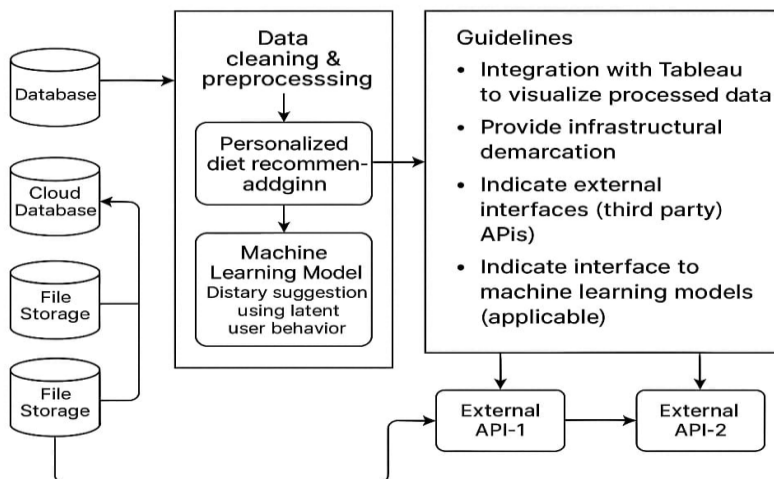 Database
Cloud
Database
File
Storage
File
Storage
Data
cleaning &
preprocesssing
Personalized
diet recommen-
addginn
Machine
Learning Model
Distary suggestion
using latent
user behavior
Guidelines
• Integration with Tableau
to visualize processed data
• Provide infrastructural
demarcation
• Indicate external
interfaces (third party)
APis)
• Indicate interface to
machine learning models
(applicable)
External
API-1
External
API-2